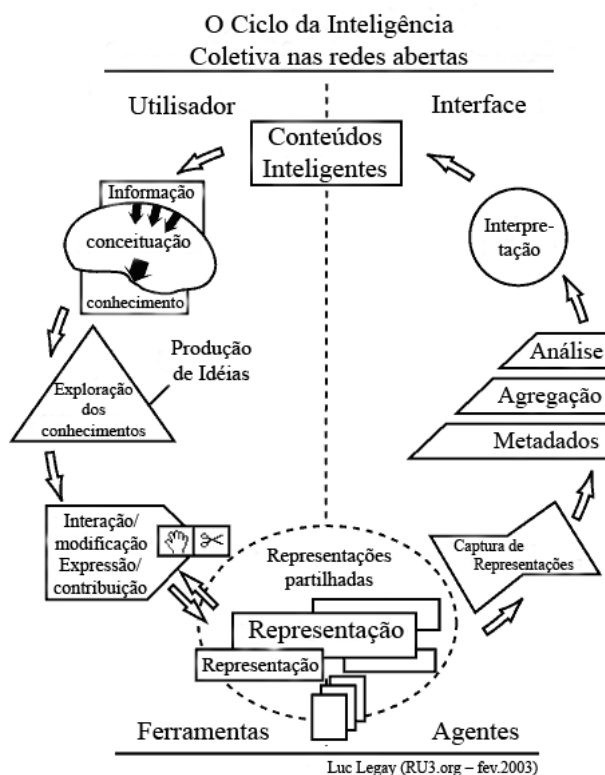 O Ciclo da Inteligência
Coletiva nas redes abertas
Utilisador
Interface
Conteúdos
Inteligentes
Informação
conceituação
conhecimento
Produção
de Idéias
Exploração
dos
conhecimentos
Interação/
modificação
Expressão/
contribuição
Representações
partilhadas
Representação
Representação
Captura de
Representações
Metadados
Agregação
Análise
Interpre-
tação
Ferramentas
Agentes
Luc Legay (RU3.org – fev.2003)